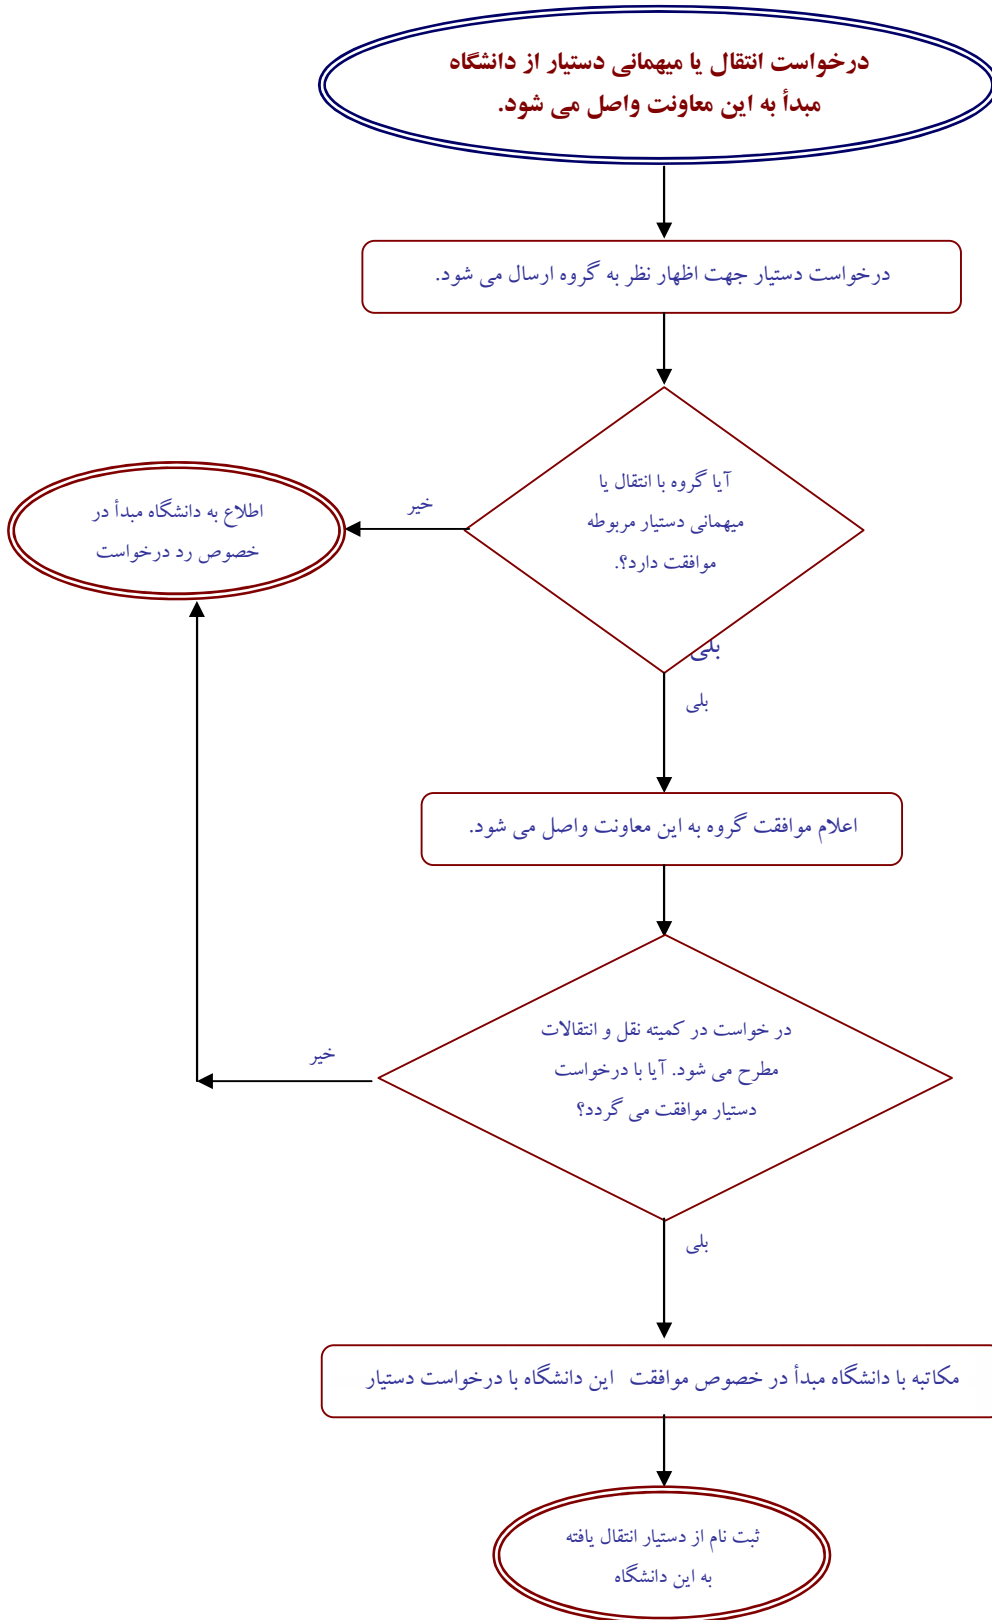 درخواست انتقال یا میهمانی دستیار از دانشگاه
مبدأ به این معاونت واصل می شود.
درخواست دستیار جهت اظهار نظر به گروه ارسال می شود.
آیا گروه با انتقال یا
میهمانی دستیار مربوطه
موافقت دارد؟.
خیر
اطلاع به دانشگاه مبدأ در
خصوص رد درخواست
بلی
بلی
اعلام موافقت گروه به این معاونت واصل می شود.
در خواست در کمیته نقل و انتقالات
مطرح می شود. آیا با درخواست
دستیار موافقت می گردد؟
خیر
بلی
مکاتبه با دانشگاه مبدأ در خصوص موافقت این دانشگاه با درخواست دستیار
ثبت نام از دستیار انتقال یافته
به این دانشگاه